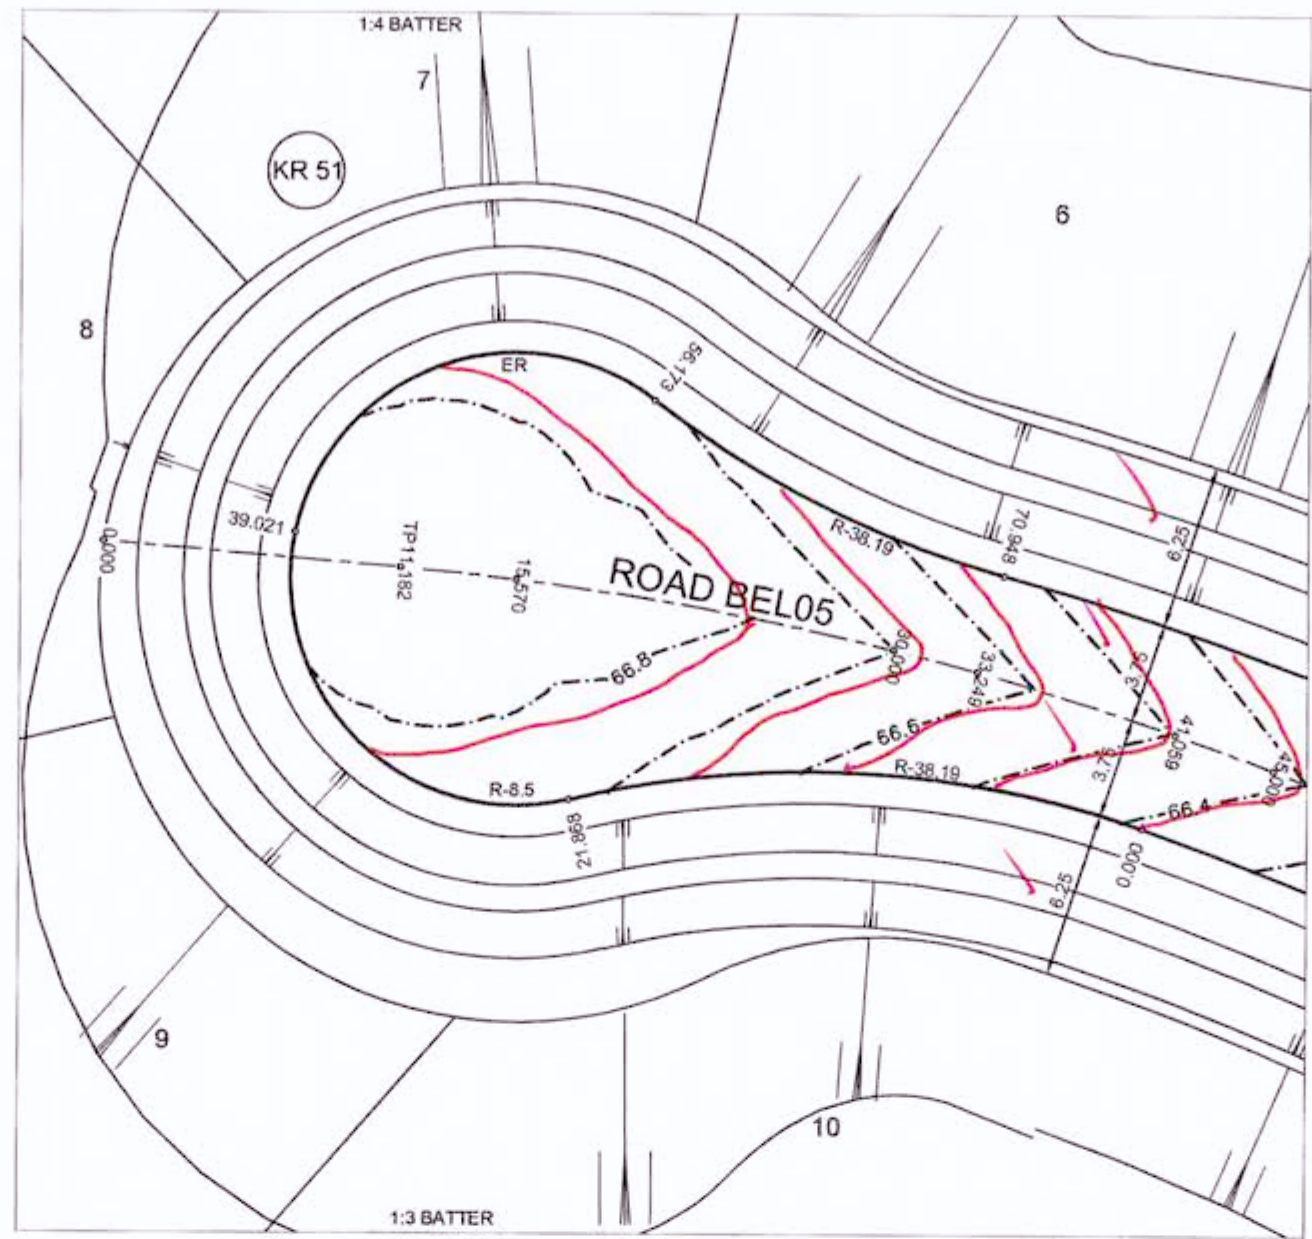 1:4 BATTER
7
KR 51
6
8
ER
56.173
39.021
0.000
TP11.182
15.570
ROAD BEL05
R-38.19
70.948
6.25
66.8
30.000
33.249
3.75
66.6
41.059
45.000
R-38.19
3.75
66.4
R-8.5
21.868
0.000
6.25
9
10
1:3 BATTER